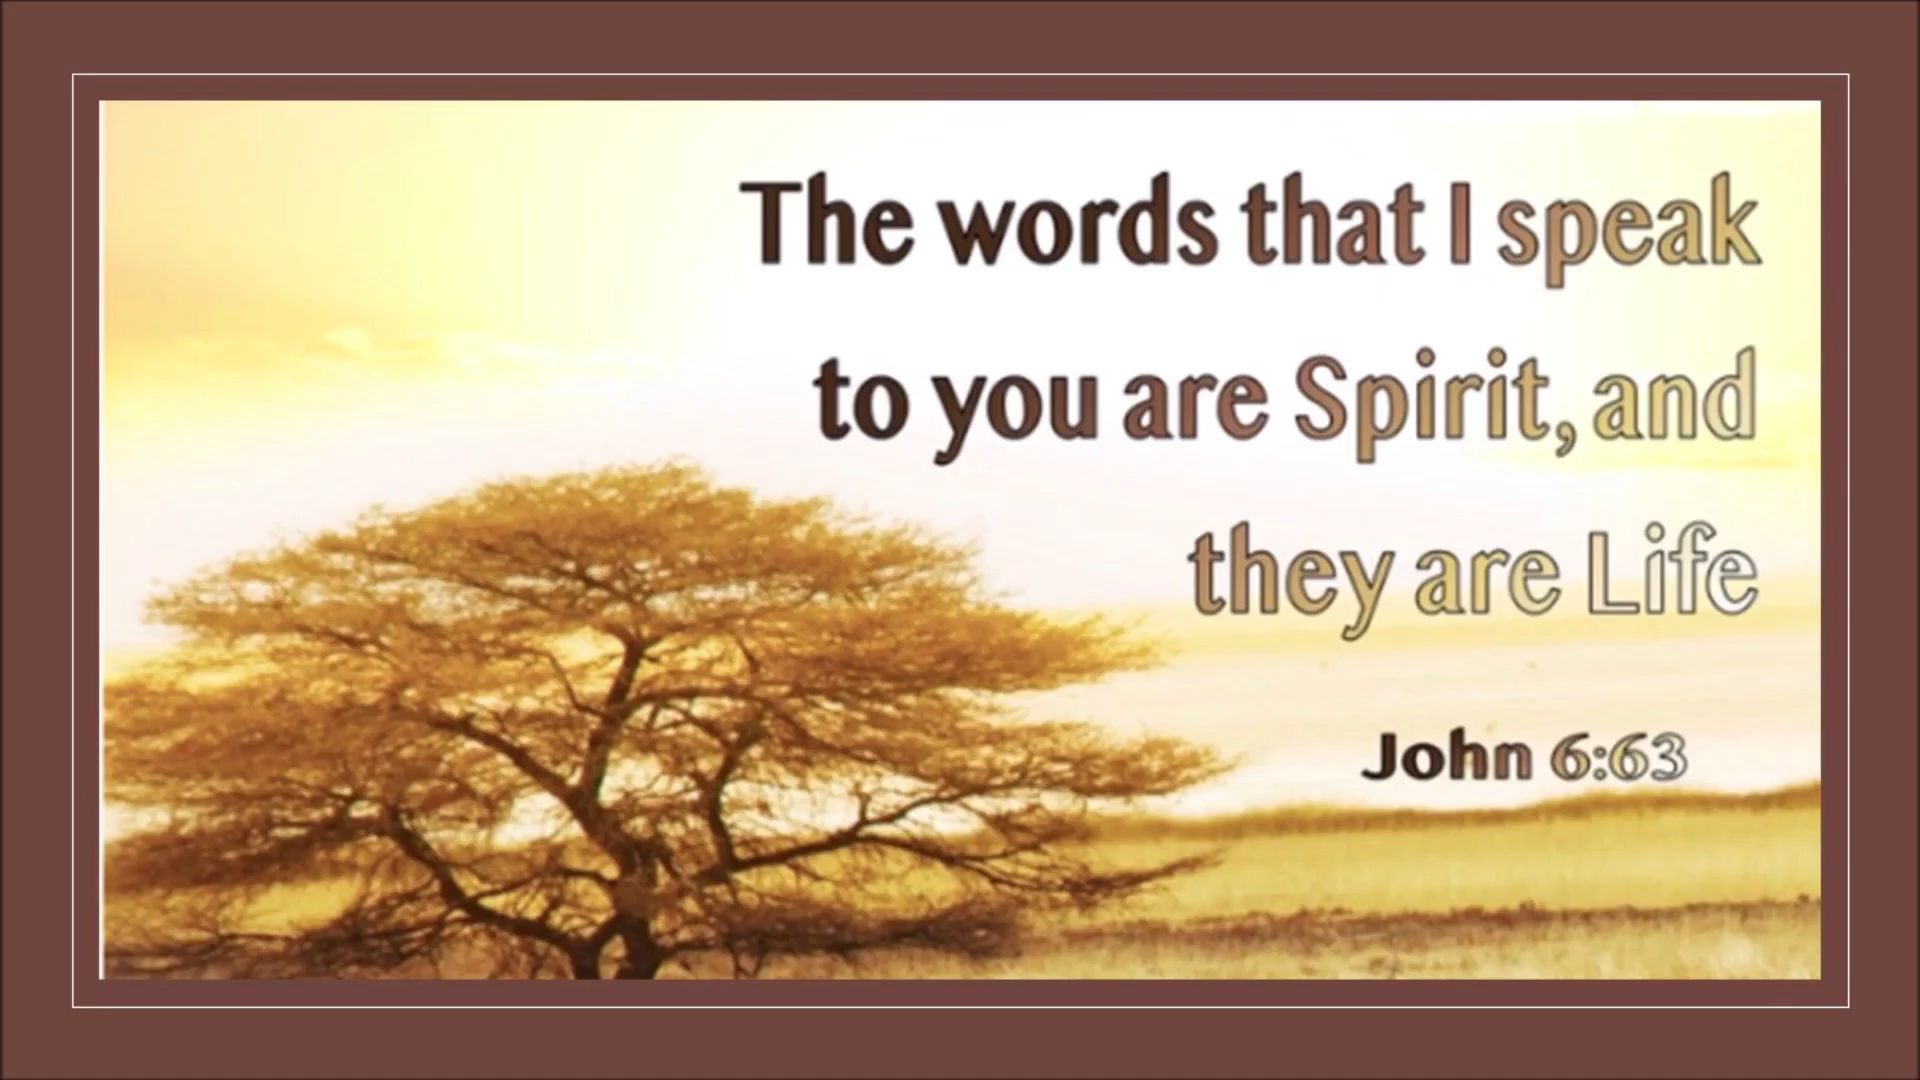 The words that I speak
to you are Spirit, and
they are Life
John 6:63